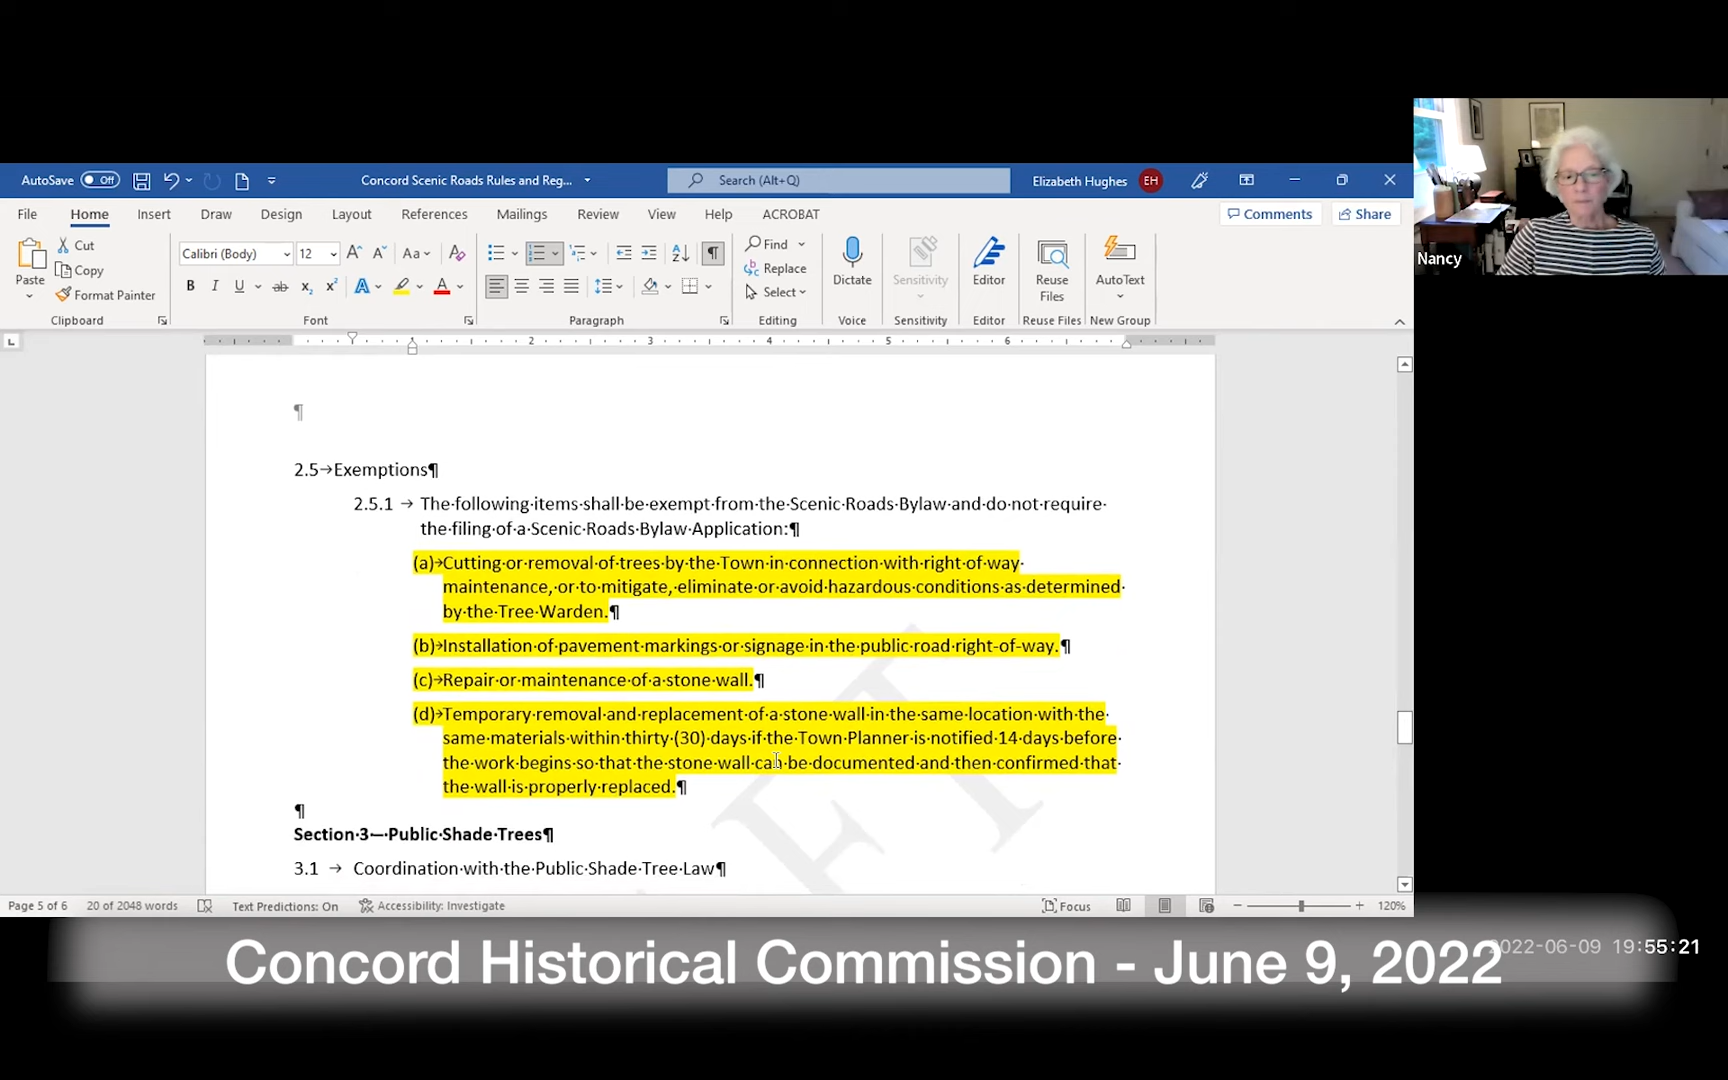 AutoSave Off
Concord Scenic Roads Rules and Reg...
Search (Alt+Q)
Elizabeth Hughes EH
File Home Insert Draw Design Layout References Mailings Review View Help ACROBAT
Comments Share
Paste
Cut
Copy
Format Painter
Clipboard
Calibri (Body) 12
Font
Paragraph
Find
Replace
Select
Editing
Dictate
Voice
Sensitivity
Sensitivity
Editor
Editor
Reuse
Files
Reuse Files
AutoText
New Group
Nancy
2 3 4 5 6
¶
2.5→Exemptions¶
2.5.1 → The·following·items·shall·be·exempt·from·the·Scenic·Roads·Bylaw·and·do·not·require·
the·filing·of·a·Scenic·Roads·Bylaw·Application:¶
(a)→Cutting·or·removal·of·trees·by·the·Town·in·connection·with·right·of·way·
maintenance,·or·to·mitigate,·eliminate·or·avoid·hazardous·conditions·as·determined·
by·the·Tree·Warden.¶
(b)→Installation·of·pavement·markings·or·signage·in·the·public·road·right-of-way.¶
(c)→Repair·or·maintenance·of·a·stone·wall.¶
(d)→Temporary·removal·and·replacement·of·a·stone·wall·in·the·same·location·with·the·
same·materials·within·thirty·(30)·days·if·the·Town·Planner·is·notified·14·days·before·
the·work·begins·so·that·the·stone·wall·can·be·documented·and·then·confirmed·that·
the·wall·is·properly·replaced.¶
¶
Section·3—·Public·Shade·Trees¶
3.1 → Coordination·with·the·Public·Shade·Tree·Law¶
Page 5 of 6 20 of 2048 words Text Predictions: On Accessibility: Investigate Focus 120%
Concord Historical Commission - June 9, 2022
2022-06-09 19:55:21